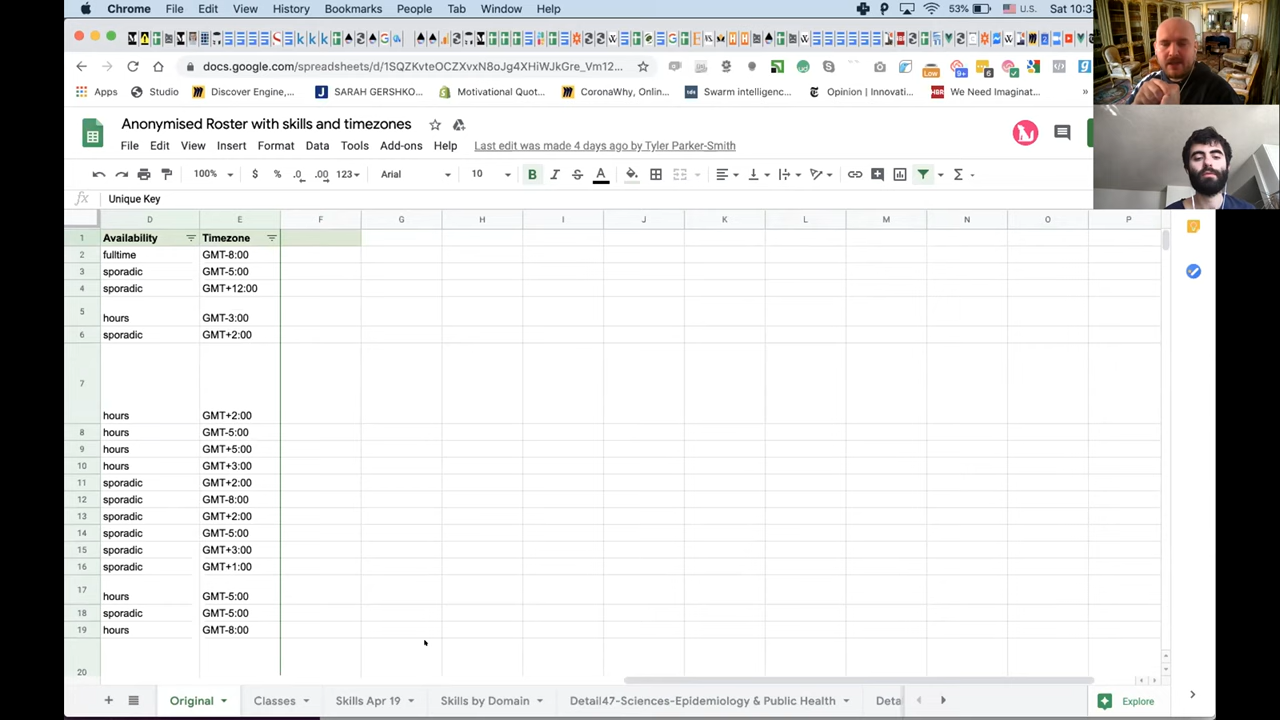 Chrome File Edit View History Bookmarks People Tab Window Help 53% U.S. Sat 10:3
docs.google.com/spreadsheets/d/1SQZKvteOCZXoN8oJg4XHiWJkGre_Vm12...
Apps Studio Discover Engine,... SARAH GERSHKO... Motivational Quot... CoronaWhy, Onlin... Swarm intelligenc... Opinion | Innovati... We Need Imaginat... »
Anonymised Roster with skills and timezones
File Edit View Insert Format Data Tools Add-ons Help Last edit was made 4 days ago by Tyler Parker-Smith
100% $ % .0 .00 123 Arial 10 B I S A
fx Unique Key
D E F G H I J K L M N O P
1 Availability Timezone
2 fulltime GMT-8:00
3 sporadic GMT-5:00
4 sporadic GMT+12:00
5 hours GMT-3:00
6 sporadic GMT+2:00
7 hours GMT+2:00
8 hours GMT-5:00
9 hours GMT+5:00
10 hours GMT+3:00
11 sporadic GMT+2:00
12 sporadic GMT-8:00
13 sporadic GMT+2:00
14 sporadic GMT-5:00
15 sporadic GMT+3:00
16 sporadic GMT+1:00
17 hours GMT-5:00
18 sporadic GMT-5:00
19 hours GMT-8:00
20
Original Classes Skills Apr 19 Skills by Domain Detail47-Sciences-Epidemiology & Public Health Deta Explore